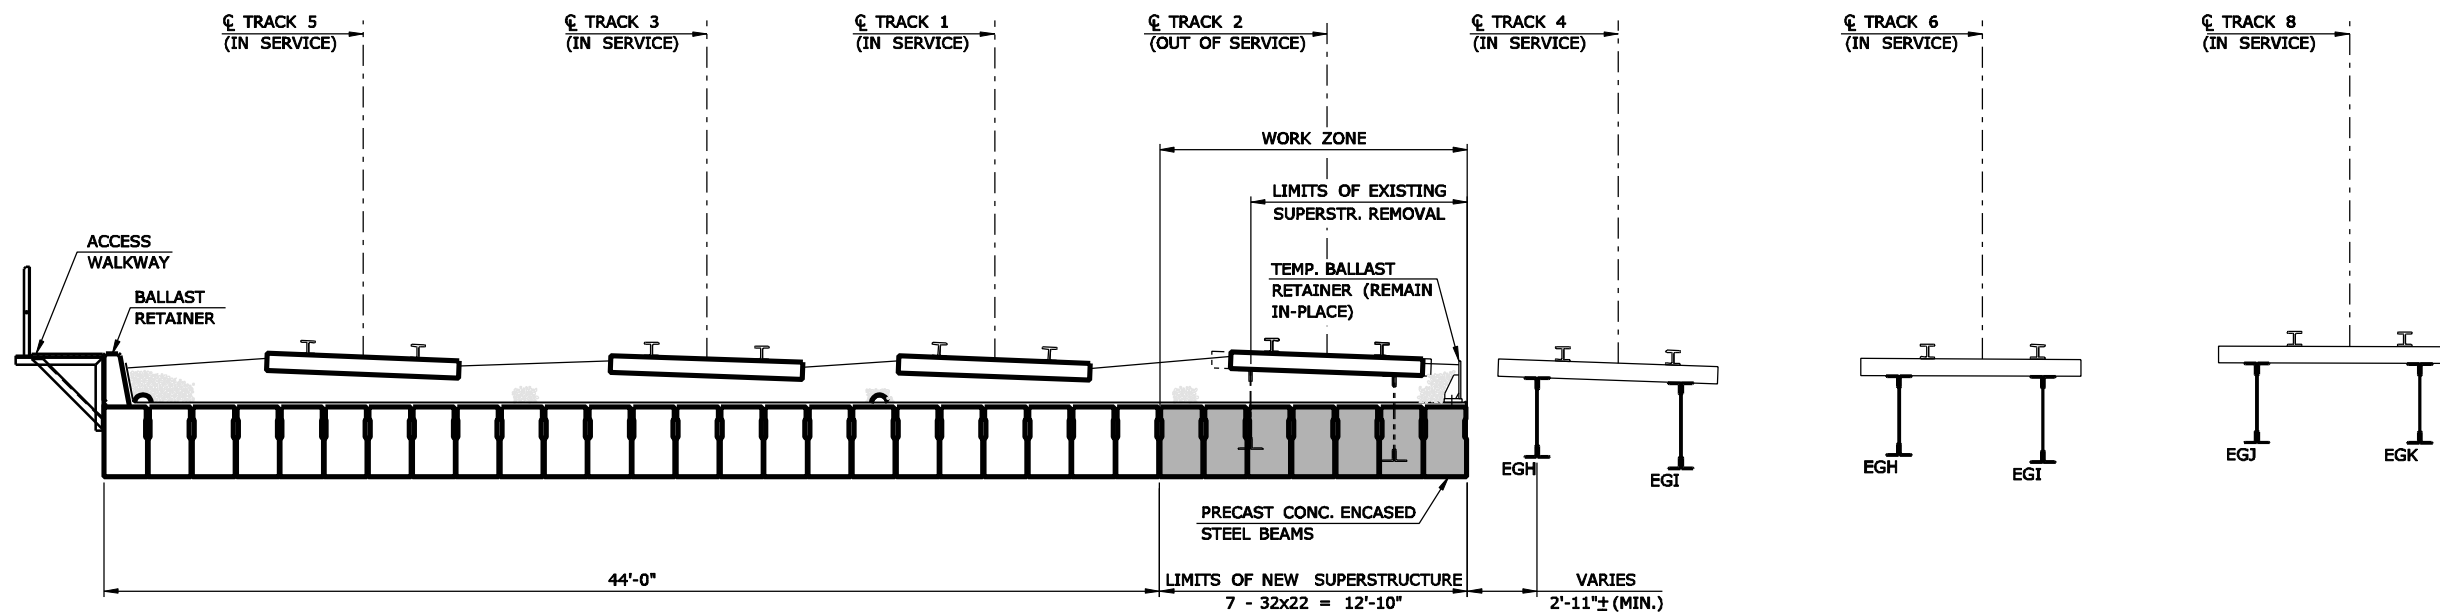 ℄ TRACK 5
(IN SERVICE)
℄ TRACK 3
(IN SERVICE)
℄ TRACK 1
(IN SERVICE)
℄ TRACK 2
(OUT OF SERVICE)
℄ TRACK 4
(IN SERVICE)
℄ TRACK 6
(IN SERVICE)
℄ TRACK 8
(IN SERVICE)
WORK ZONE
LIMITS OF EXISTING
SUPERSTR. REMOVAL
ACCESS
WALKWAY
BALLAST
RETAINER
TEMP. BALLAST
RETAINER (REMAIN
IN-PLACE)
EGH
EGI
EGH
EGI
EGJ
EGK
PRECAST CONC. ENCASED
STEEL BEAMS
44'-0"
LIMITS OF NEW SUPERSTRUCTURE
7 - 32x22 = 12'-10"
VARIES
2'-11"± (MIN.)